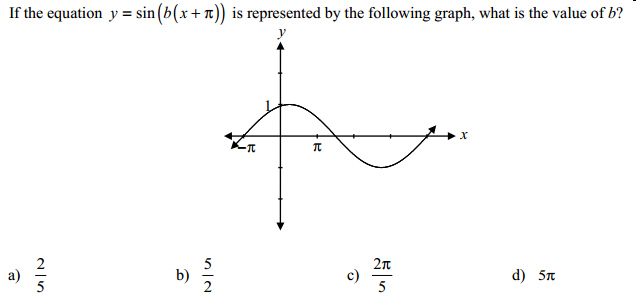 If the equation y = sin(b(x + π)) is represented by the following graph, what is the value of b?
y
1
x
−π
π
a) 2/5
b) 5/2
c) 2π/5
d) 5π